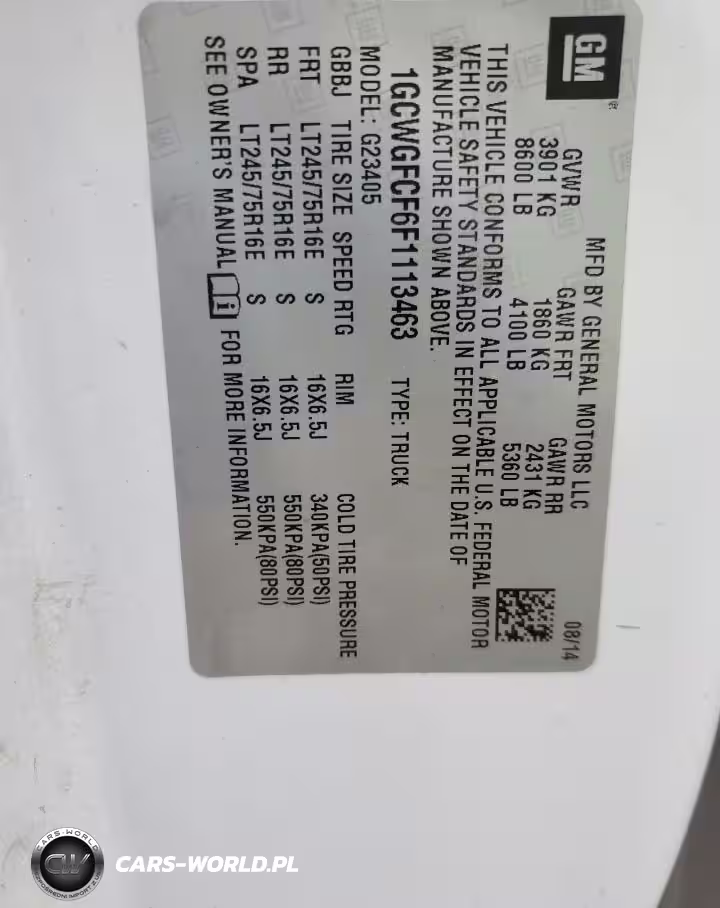 GM
MFD BY GENERAL MOTORS LLC
08/14
GVWR GAWR FRT GAWR RR
3901 KG 1860 KG 2431 KG
8600 LB 4100 LB 5360 LB
THIS VEHICLE CONFORMS TO ALL APPLICABLE U.S. FEDERAL MOTOR
VEHICLE SAFETY STANDARDS IN EFFECT ON THE DATE OF
MANUFACTURE SHOWN ABOVE.
1GCWGFCF6F1113463 TYPE: TRUCK
MODEL: G23405
GBBJ TIRE SIZE SPEED RTG RIM COLD TIRE PRESSURE
FRT LT245/75R16E S 16X6.5J 340KPA(50PSI)
RR LT245/75R16E S 16X6.5J 550KPA(80PSI)
SPA LT245/75R16E S 16X6.5J 550KPA(80PSI)
SEE OWNER'S MANUAL i FOR MORE INFORMATION.
CARS-WORLD
CW
CARS-WORLD.PL